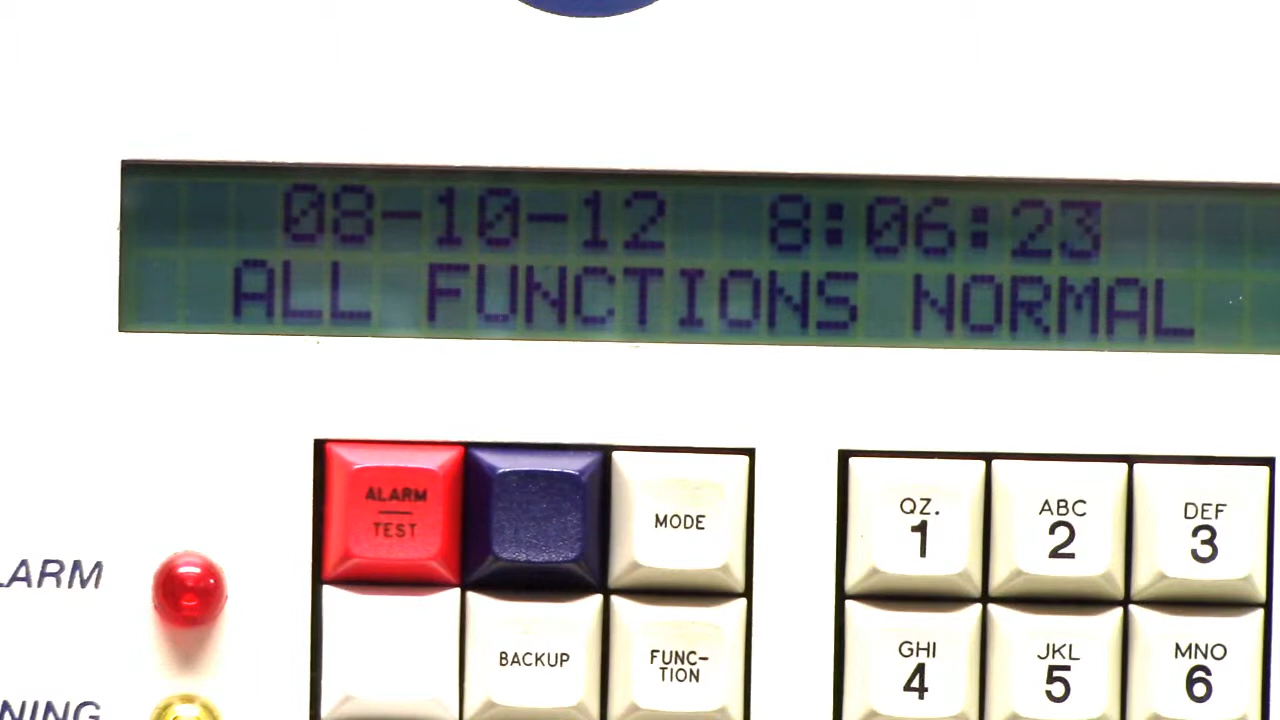 08-10-12 8:06:23
ALL FUNCTIONS NORMAL
ALARM
TEST
MODE
QZ.
1
ABC
2
DEF
3
LARM
BACKUP
FUNC-
TION
GHI
4
JKL
5
MNO
6
NING